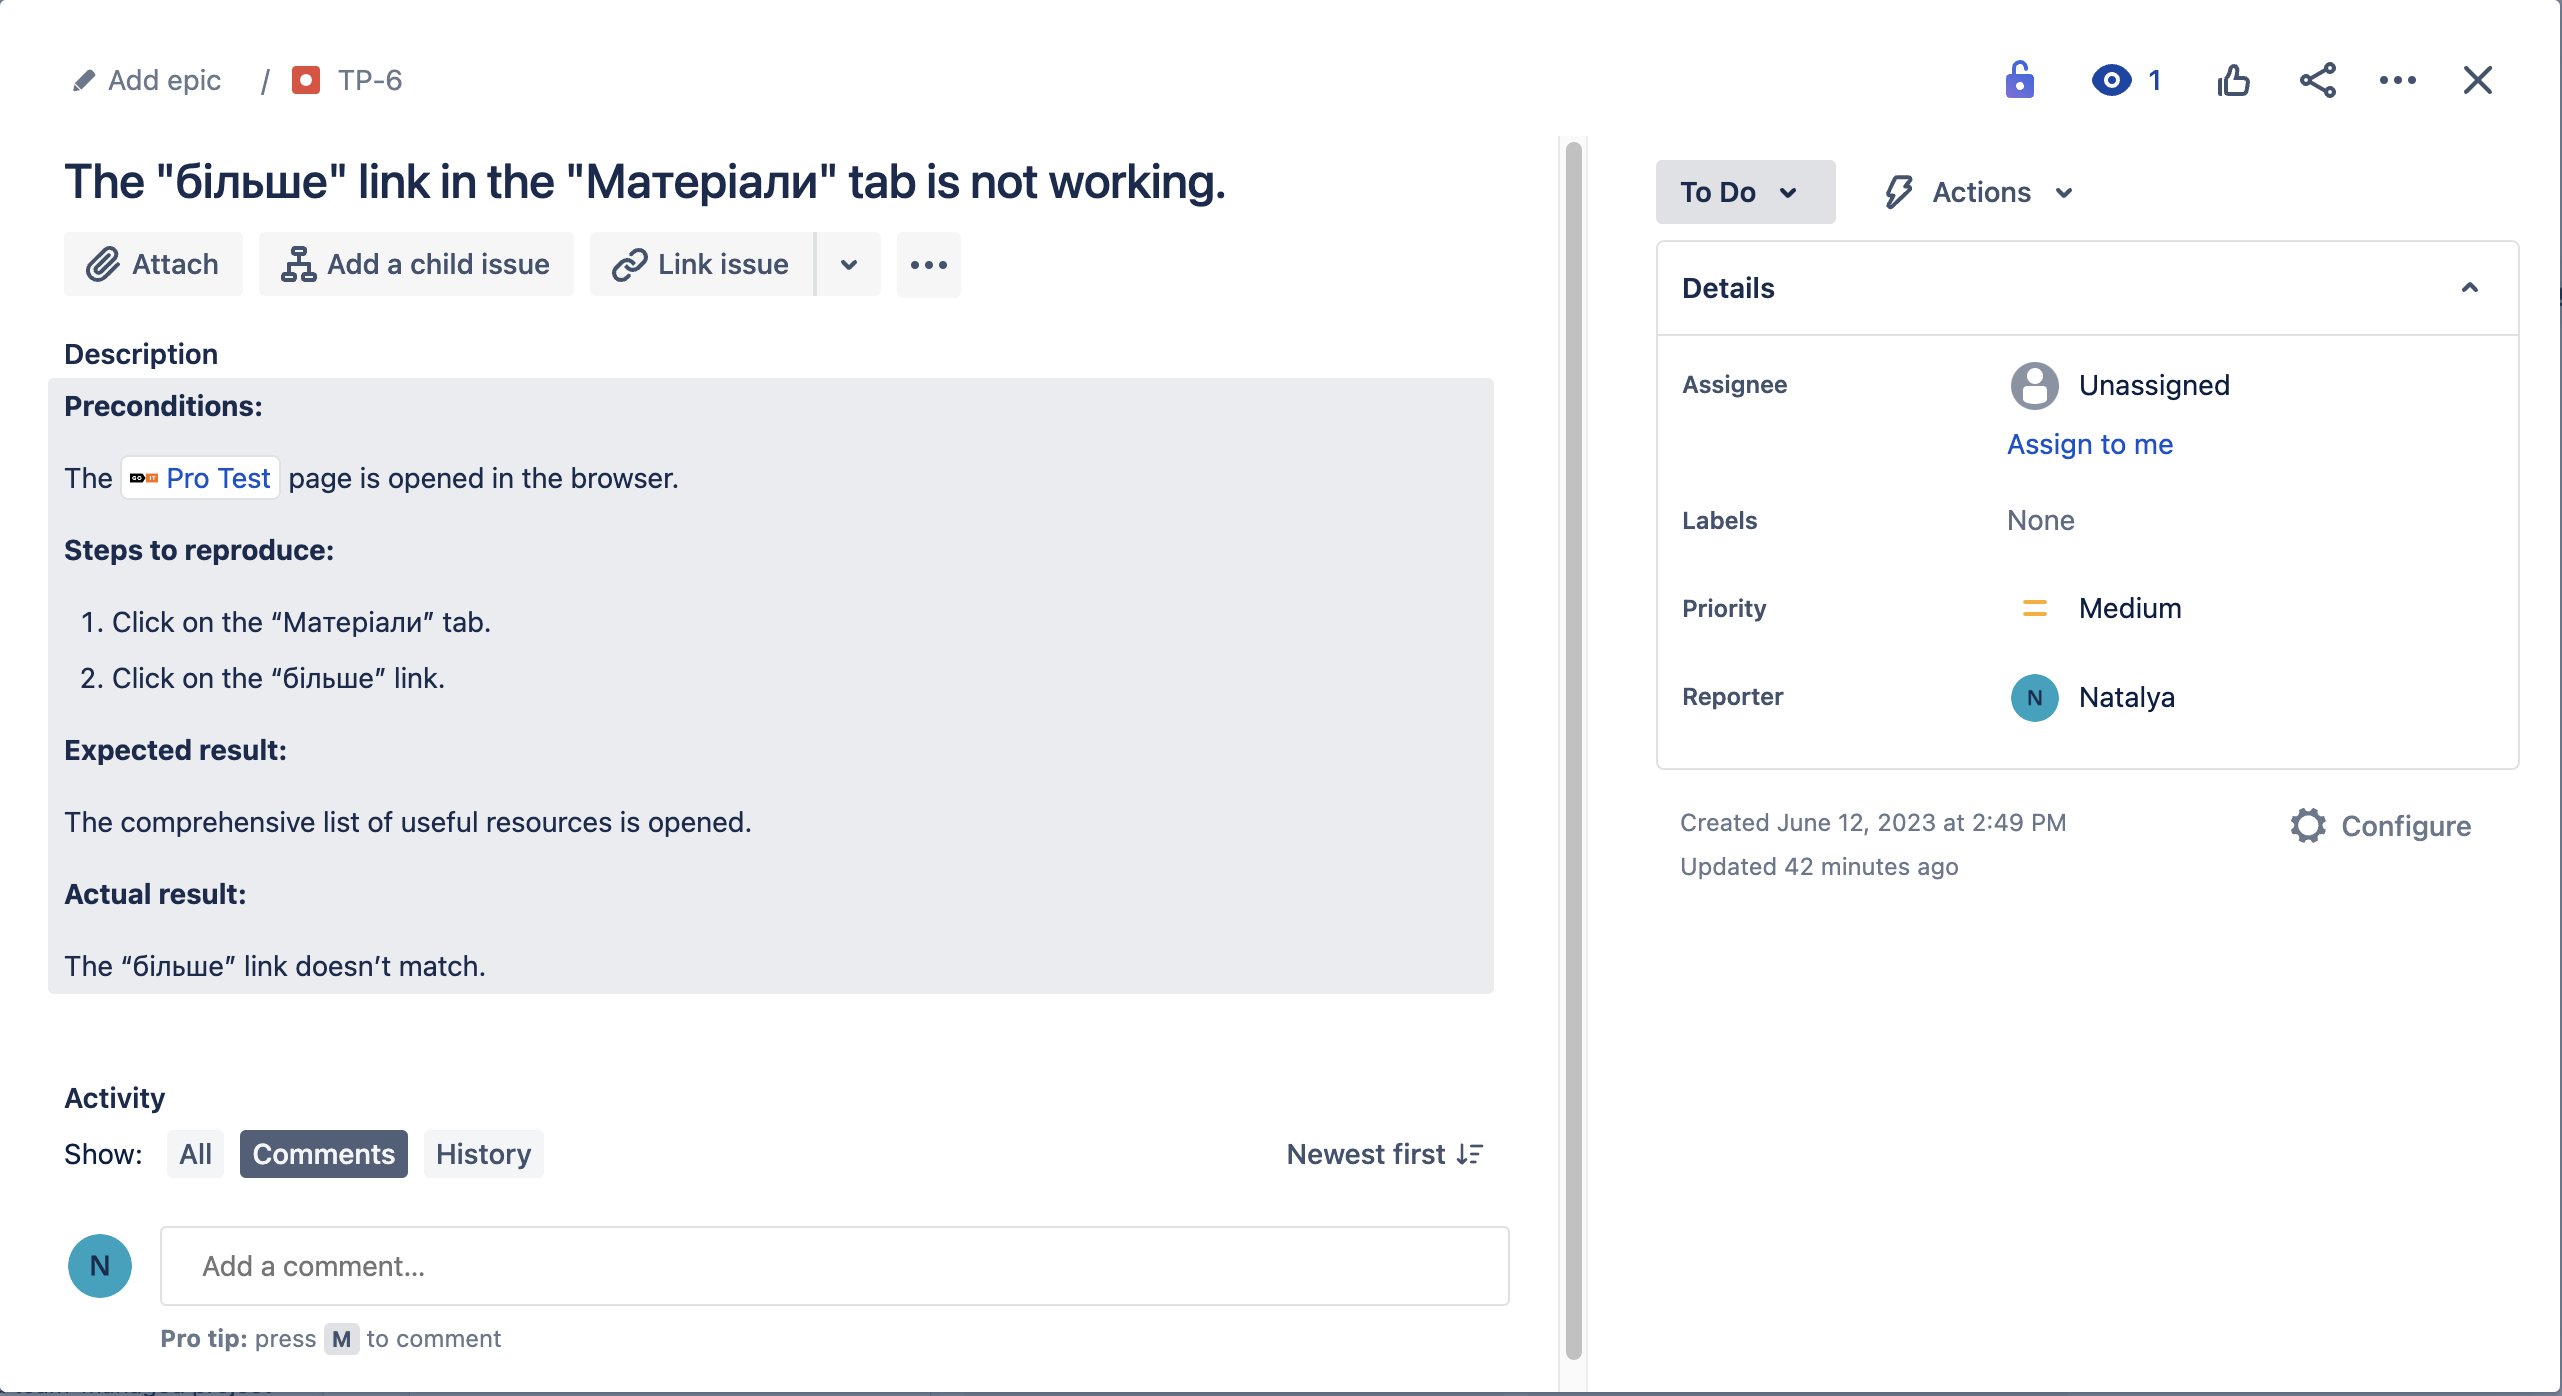 Add epic / TP-6
1
The "більше" link in the "Матеріали" tab is not working.
Attach
Add a child issue
Link issue
Description
Preconditions:
The GO IT Pro Test page is opened in the browser.
Steps to reproduce:
1. Click on the “Матеріали” tab.
2. Click on the “більше” link.
Expected result:
The comprehensive list of useful resources is opened.
Actual result:
The “більше” link doesn’t match.
Activity
Show: All Comments History
Newest first
N
Add a comment...
Pro tip: press M to comment
To Do
Actions
Details
Assignee
Unassigned
Assign to me
Labels
None
Priority
Medium
Reporter
N Natalya
Created June 12, 2023 at 2:49 PM
Updated 42 minutes ago
Configure